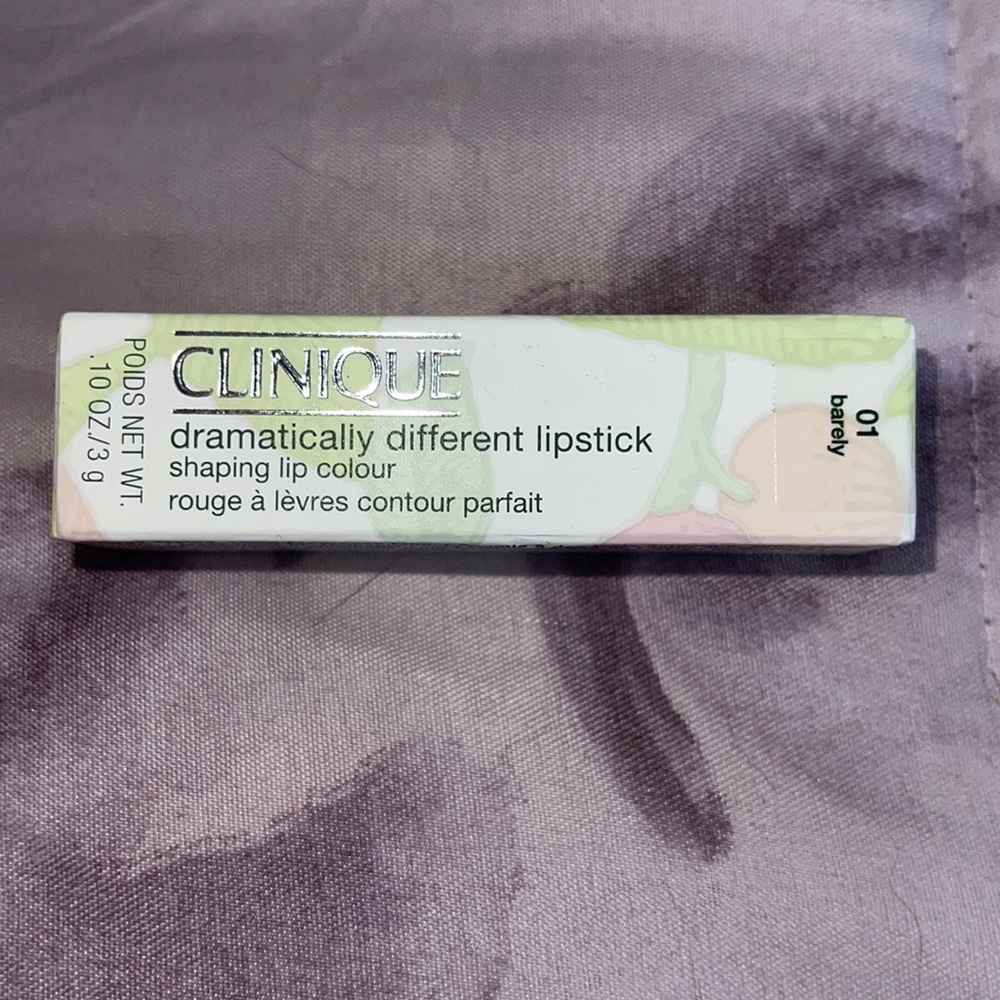 CLINIQUE
dramatically different lipstick
shaping lip colour
rouge à lèvres contour parfait
POIDS NET WT.
.10 OZ./3 g
01
barely